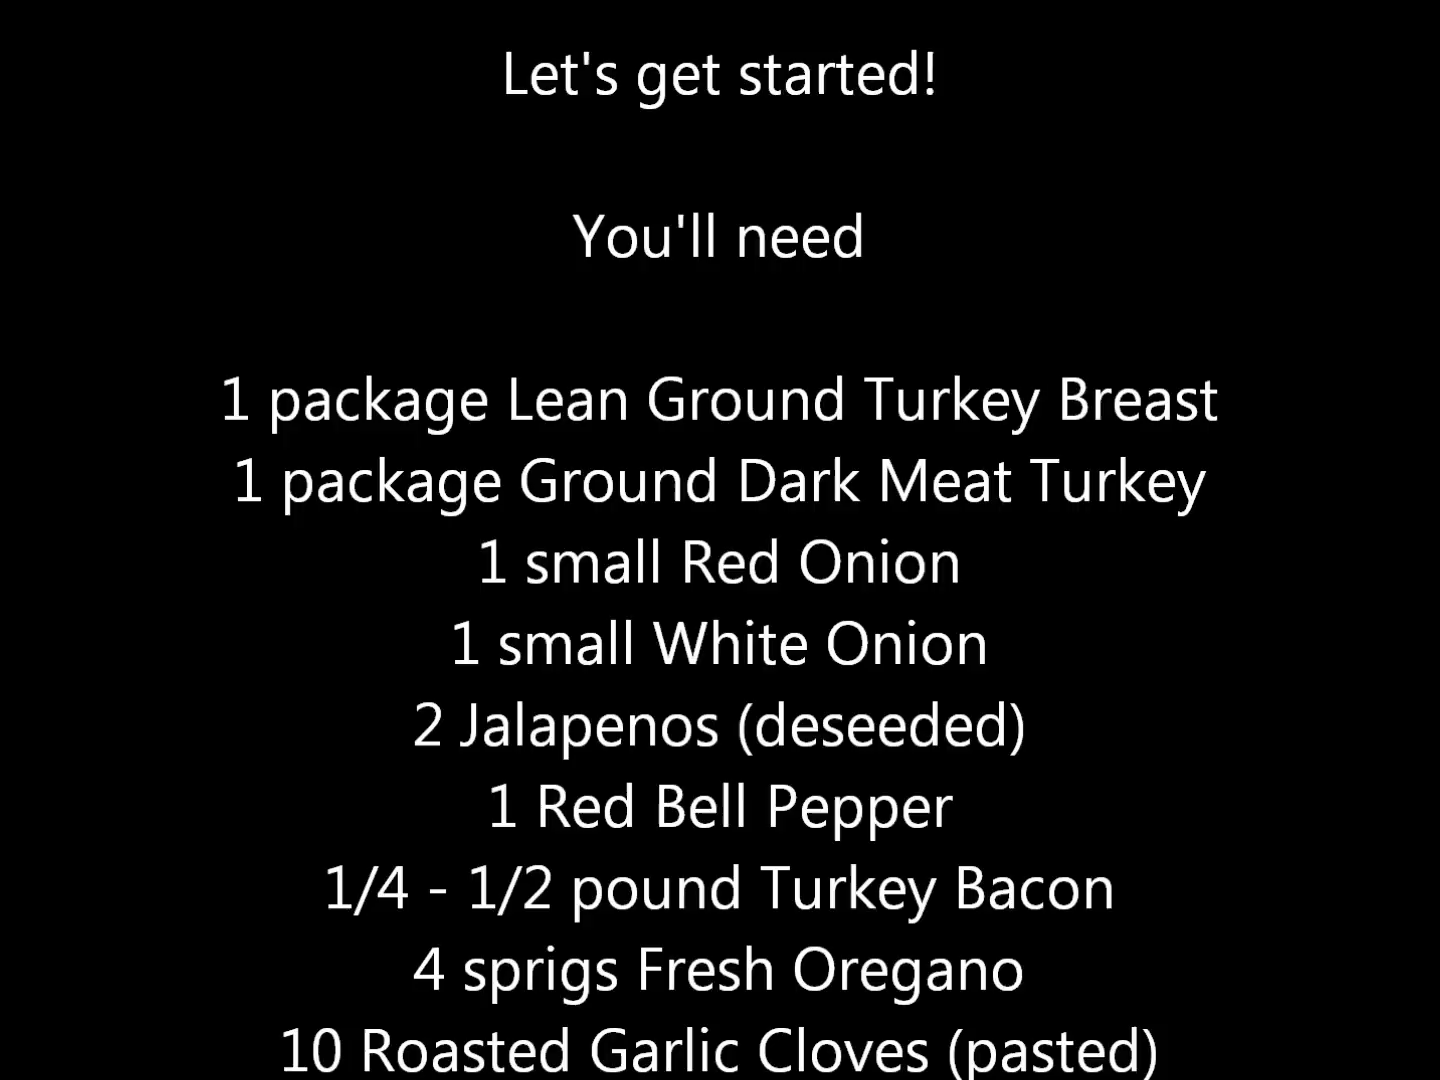 Let's get started!
You'll need
1 package Lean Ground Turkey Breast
1 package Ground Dark Meat Turkey
1 small Red Onion
1 small White Onion
2 Jalapenos (deseeded)
1 Red Bell Pepper
1/4 - 1/2 pound Turkey Bacon
4 sprigs Fresh Oregano
10 Roasted Garlic Cloves (pasted)